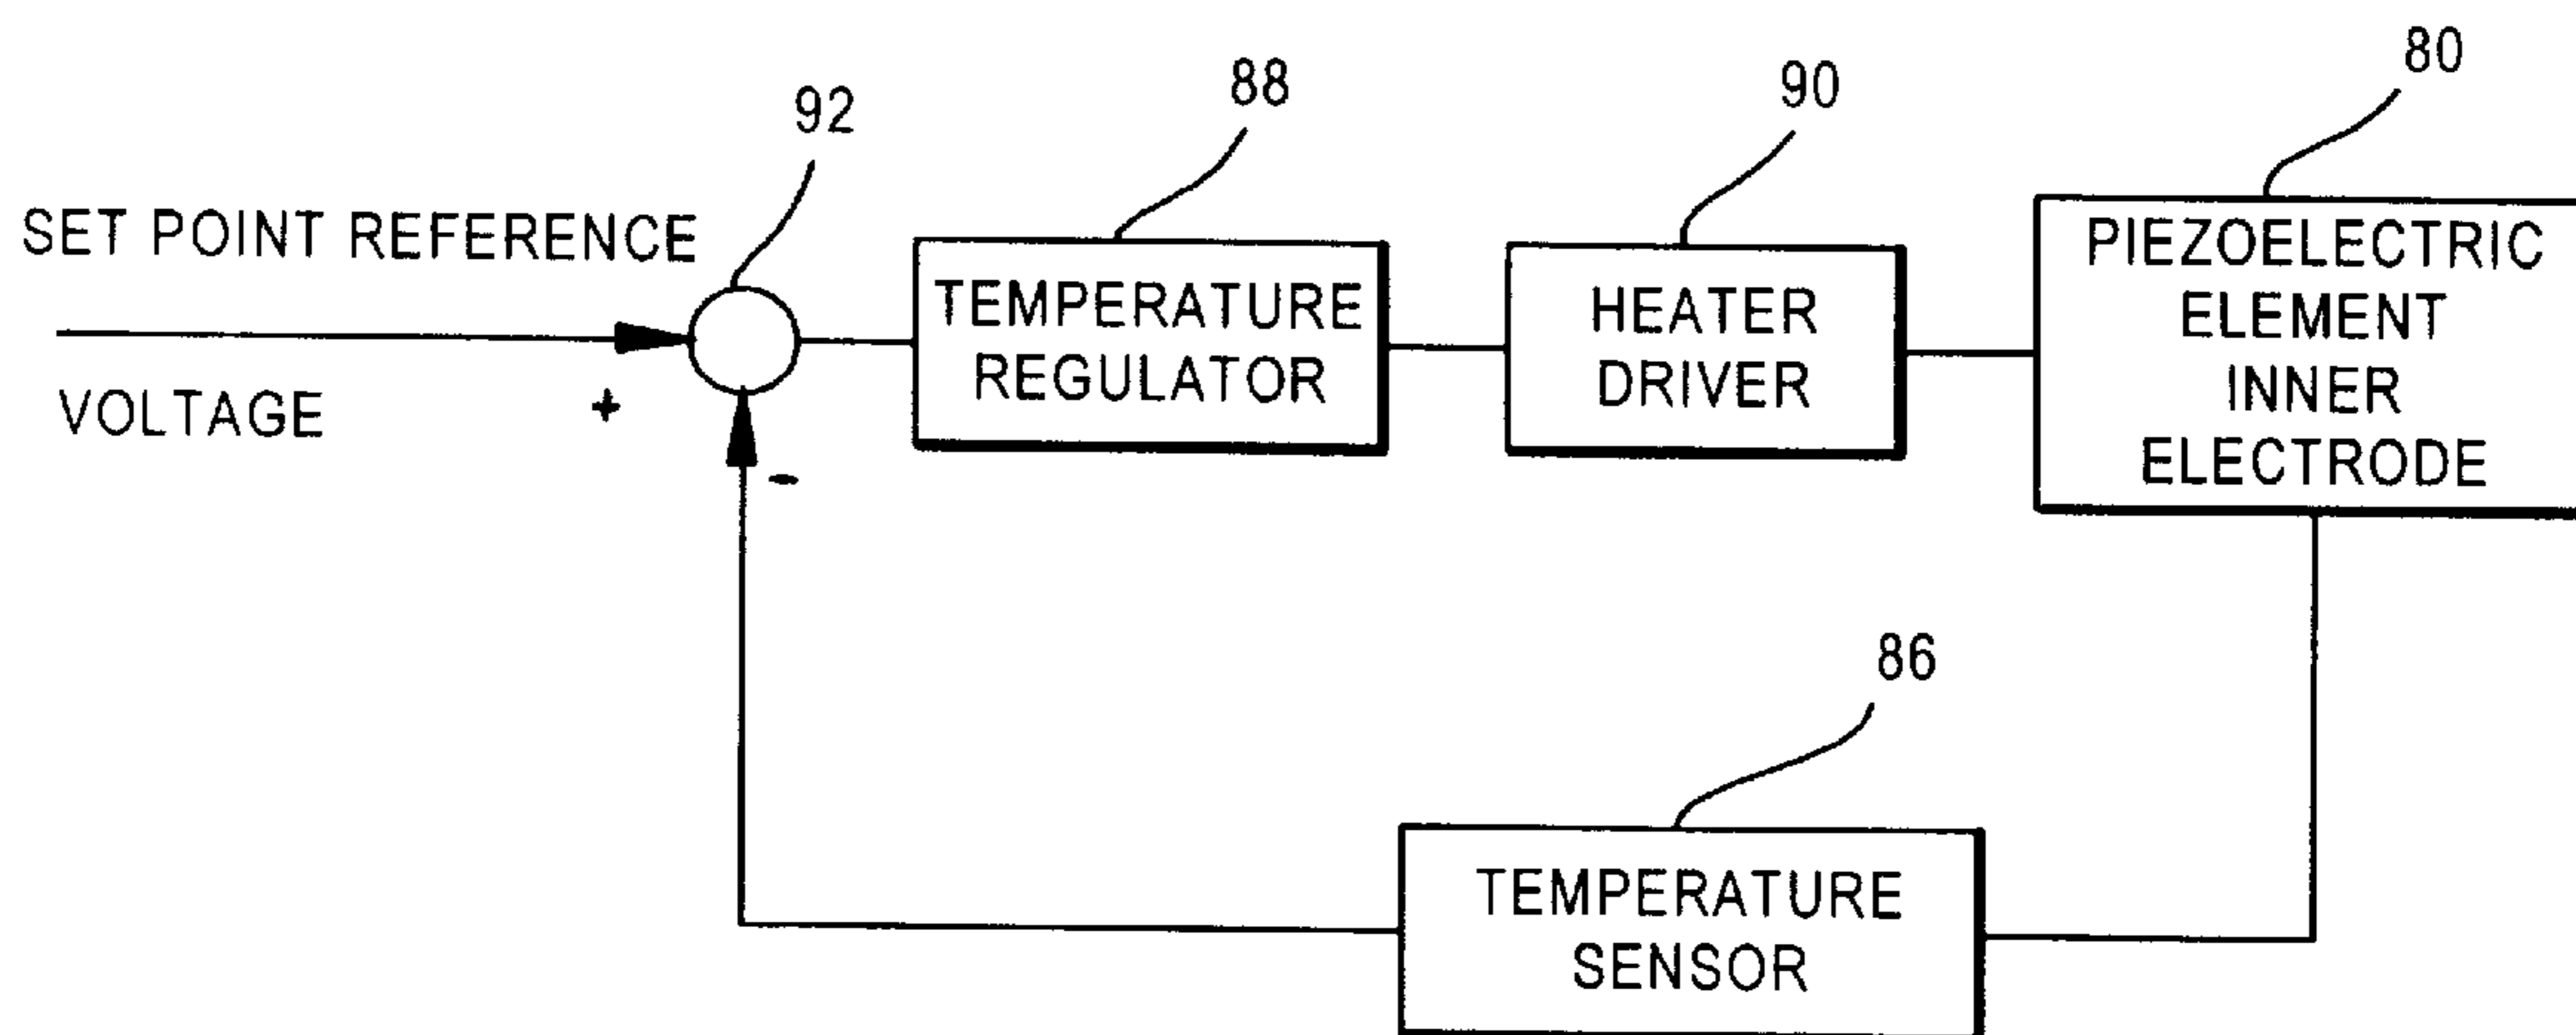 80
88
90
92
SET POINT REFERENCE
VOLTAGE
+
-
TEMPERATURE
REGULATOR
HEATER
DRIVER
PIEZOELECTRIC
ELEMENT
INNER
ELECTRODE
86
TEMPERATURE
SENSOR